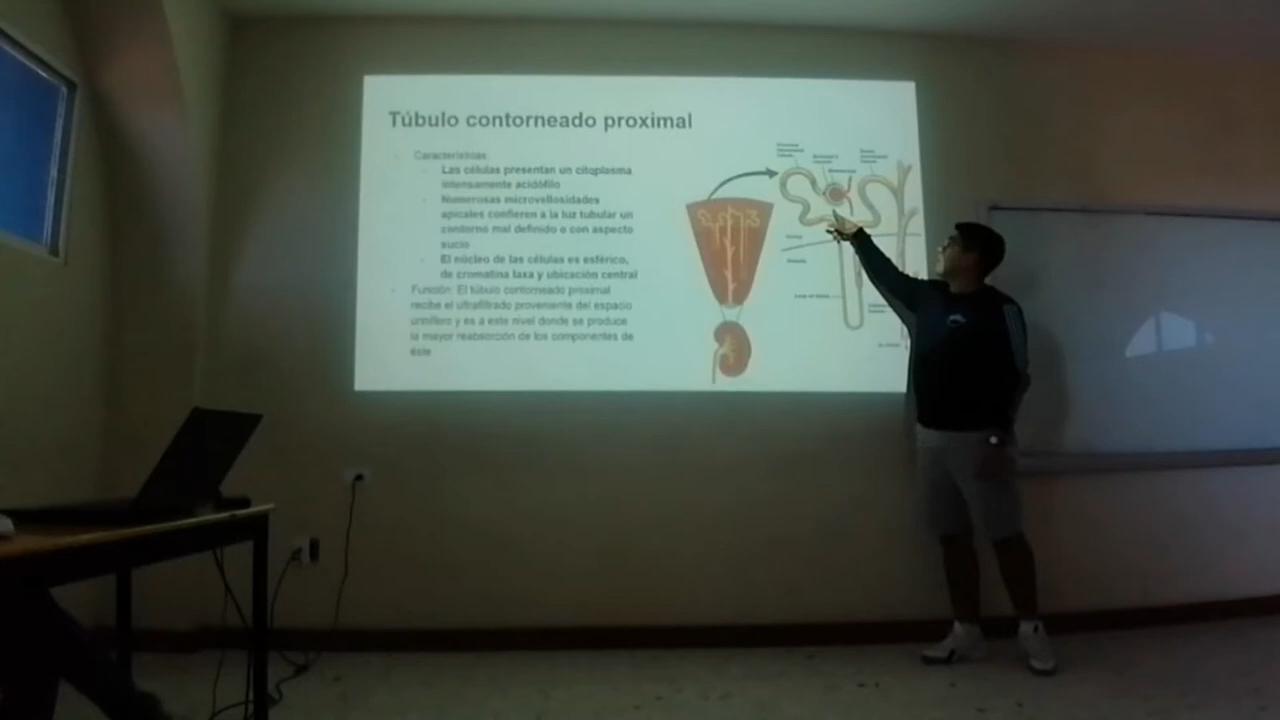 Túbulo contorneado proximal
Características
Las células presentan un citoplasma
intensamente acidófilo
Numerosas microvellosidades
apicales confieren a la luz tubular un
contorno mal definido o con aspecto
sucio
El núcleo de las células es esférico,
de cromatina laxa y ubicación central
Función: El túbulo contorneado proximal
recibe el ultrafiltrado proveniente del espacio
urinífero y es a este nivel donde se produce
la mayor reabsorción de los componentes de
éste